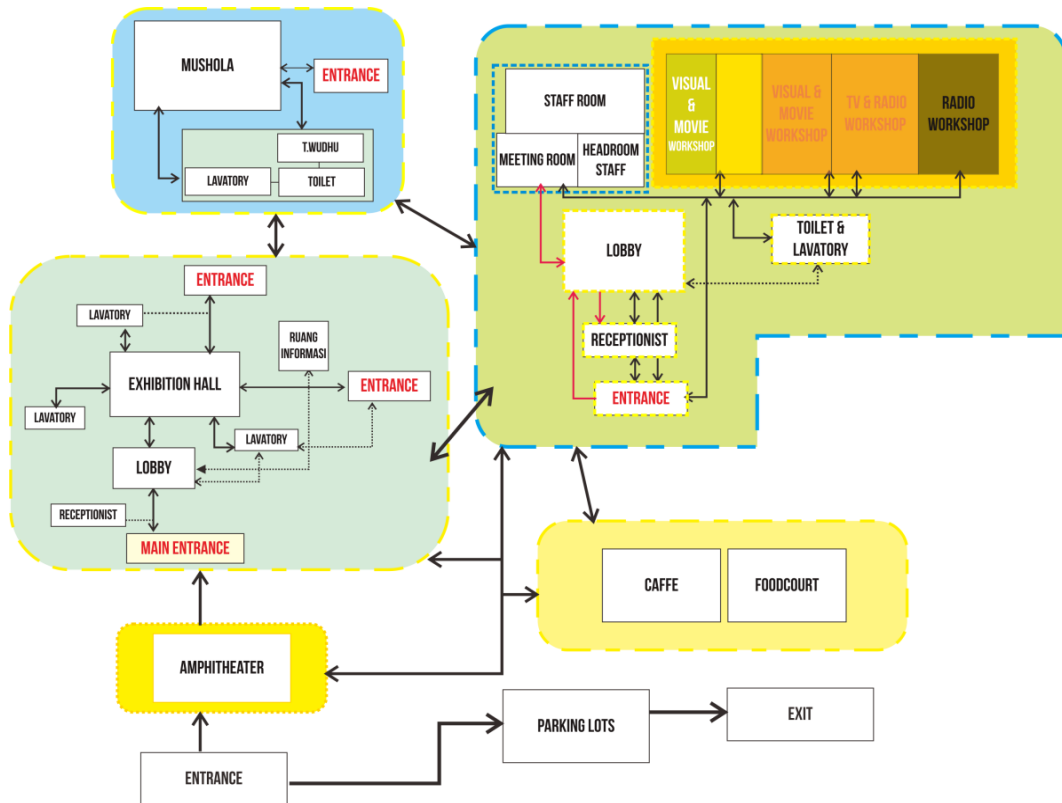 MUSHOLA
ENTRANCE
T.WUDHU
LAVATORY
TOILET
STAFF ROOM
MEETING ROOM
HEADROOM
STAFF
VISUAL
&
MOVIE
WORKSHOP
VISUAL &
MOVIE
WORKSHOP
TV & RADIO
WORKSHOP
RADIO
WORKSHOP
LOBBY
TOILET &
LAVATORY
RECEPTIONIST
ENTRANCE
ENTRANCE
LAVATORY
RUANG
INFORMASI
EXHIBITION HALL
ENTRANCE
LAVATORY
LAVATORY
LOBBY
RECEPTIONIST
MAIN ENTRANCE
CAFFE
FOODCOURT
AMPHITHEATER
PARKING LOTS
EXIT
ENTRANCE